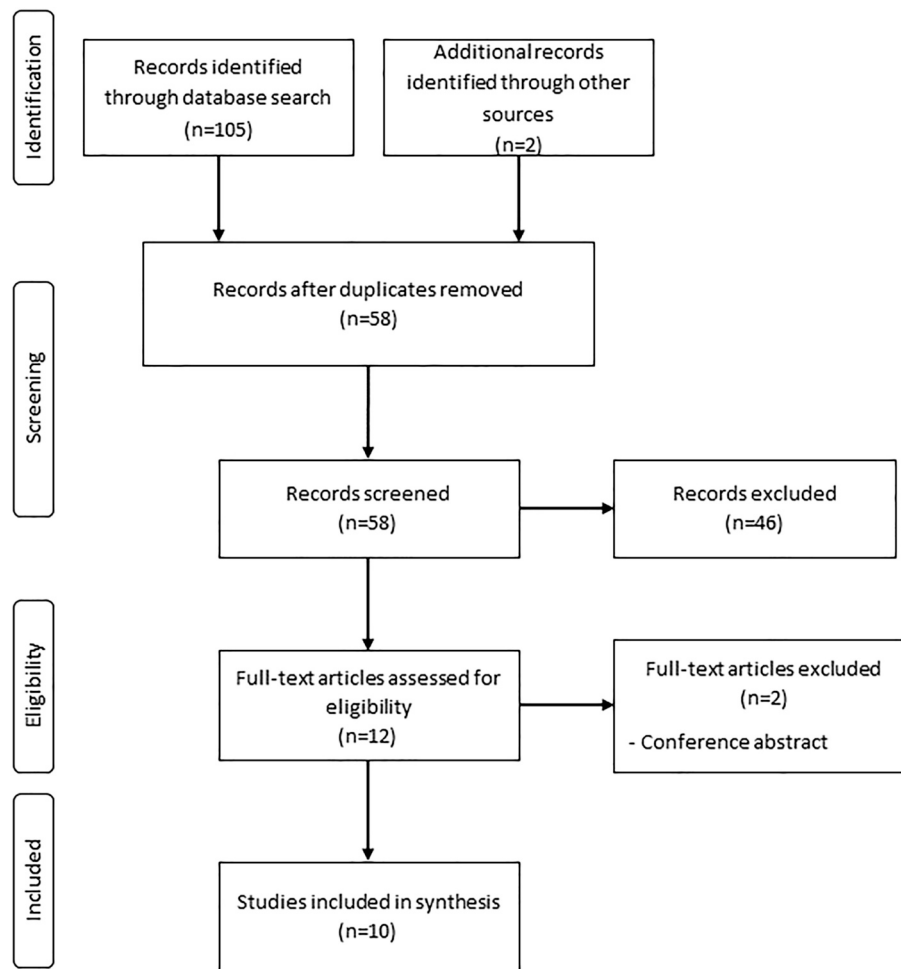 Identification
Records identified
through database search
(n=105)
Additional records
identified through other
sources
(n=2)
Screening
Records after duplicates removed
(n=58)
Records screened
(n=58)
Records excluded
(n=46)
Eligibility
Full-text articles assessed for
eligibility
(n=12)
Full-text articles excluded
(n=2)
- Conference abstract
Included
Studies included in synthesis
(n=10)